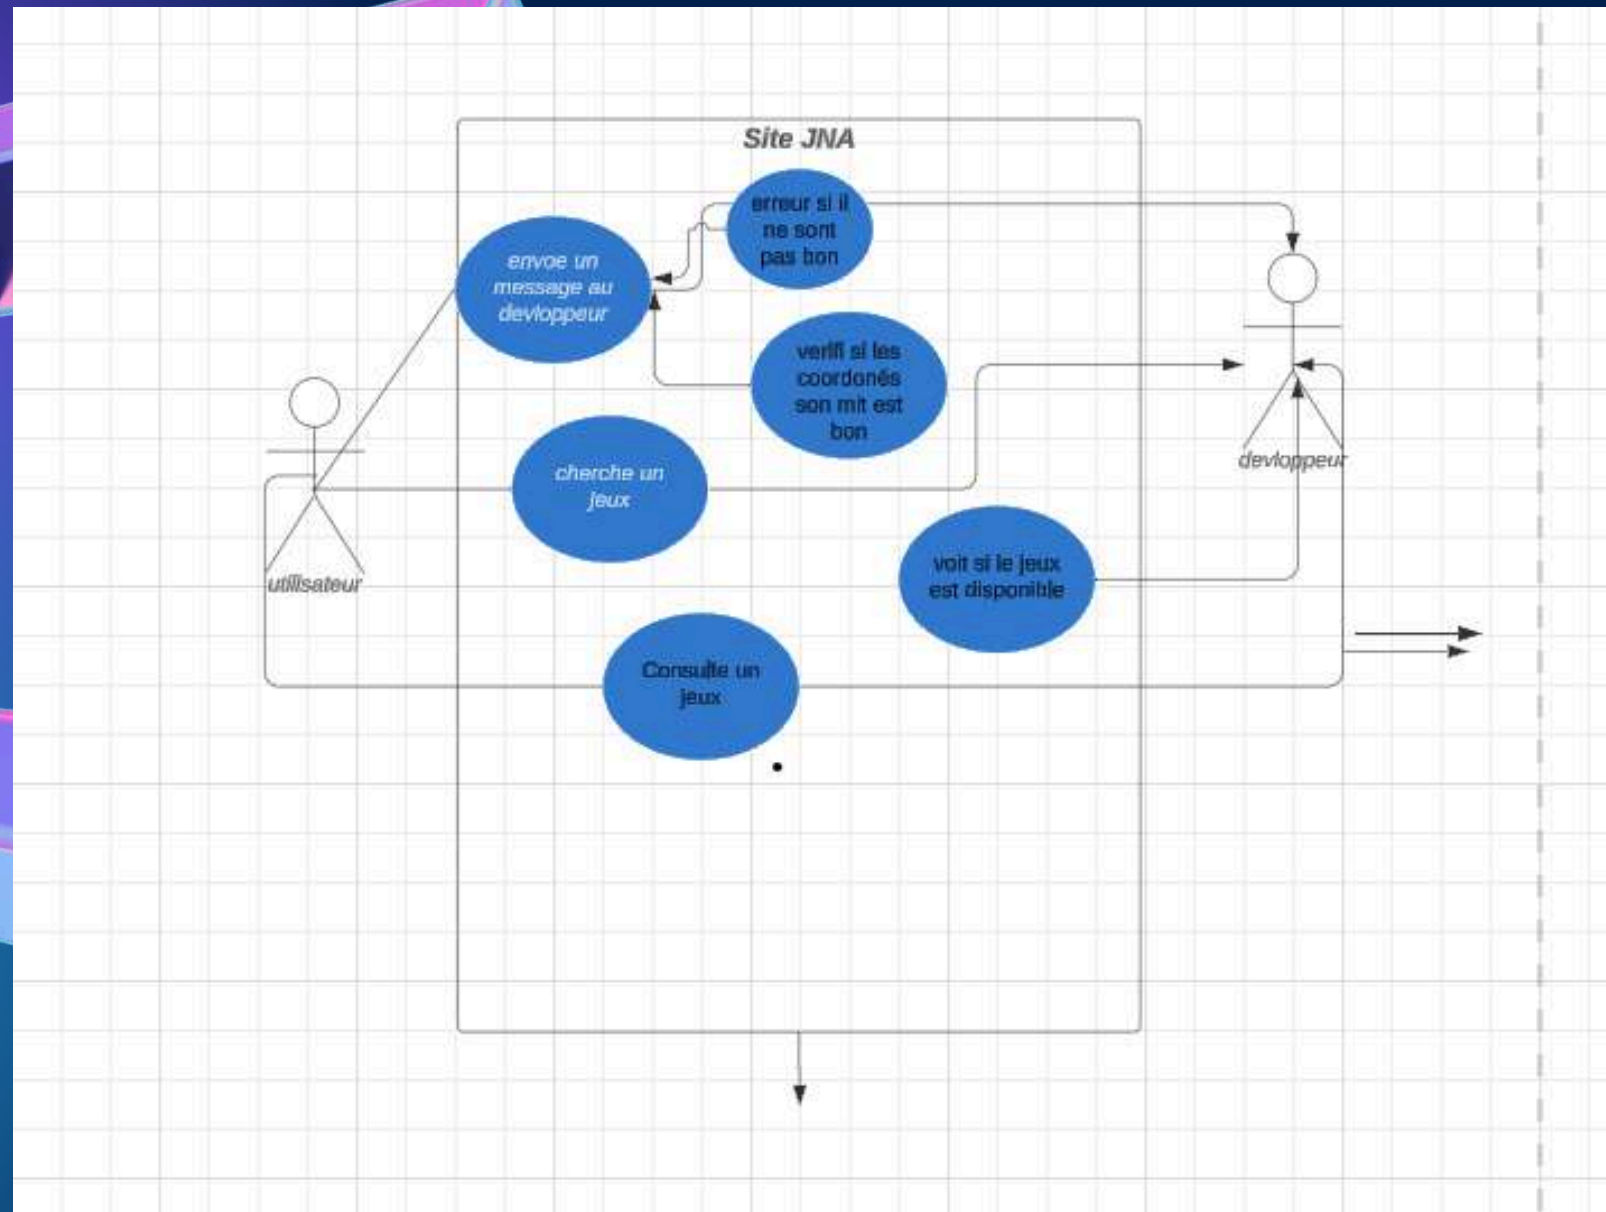 Site JNA
erreur si il
ne sont
pas bon
envoe un
message au
devloppeur
verifi si les
coordonés
son mit est
bon
cherche un
jeux
devloppeur
voit si le jeux
est disponible
utilisateur
Consulte un
jeux